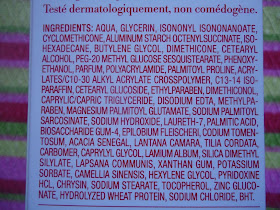 Testé dermatologiquement, non comédogène.
INGREDIENTS: AQUA, GLYCERIN, ISONONYL ISONONANOATE,
CYCLOMETHICONE, ALUMINUM STARCH OCTENYLSUCCINATE, ISO-
HEXADECANE, BUTYLENE GLYCOL, DIMETHICONE, CETEARYL
ALCOHOL, PEG-20 METHYL GLUCOSE SESQUISTEARATE, PHENOXY-
ETHANOL, PARFUM, POLYACRYLAMIDE, PALMITOYL PROLINE, ACRY-
LATES/C10-30 ALKYL ACRYLATE CROSSPOLYMER, C13-14 ISO-
PARAFFIN, CETEARYL GLUCOSIDE, ETHYLPARABEN, DIMETHICONOL,
CAPRYLIC/CAPRIC TRIGLYCERIDE, DISODIUM EDTA, METHYLPA-
RABEN, MAGNESIUM PALMITOYL GLUTAMATE, SODIUM PALMITOYL
SARCOSINATE, SODIUM HYDROXIDE, LAURETH-7, PALMITIC ACID,
BIOSACCHARIDE GUM-4, EPILOBIUM FLEISCHERI, CODIUM TOMEN-
TOSUM, ACACIA SENEGAL, LANTANA CAMARA, TILIA CORDATA,
CARBOMER, CAPRYLYL GLYCOL, LAMIUM ALBUM, SILICA DIMETHYL
SILYLATE, LAPSANA COMMUNIS, XANTHAN GUM, POTASSIUM
SORBATE, CAMELLIA SINENSIS, HEXYLENE GLYCOL, PYRIDOXINE
HCL, CHRYSIN, SODIUM STEARATE, TOCOPHEROL, ZINC GLUCO-
NATE, HYDROLYZED WHEAT PROTEIN, SODIUM CHLORIDE, BHT.